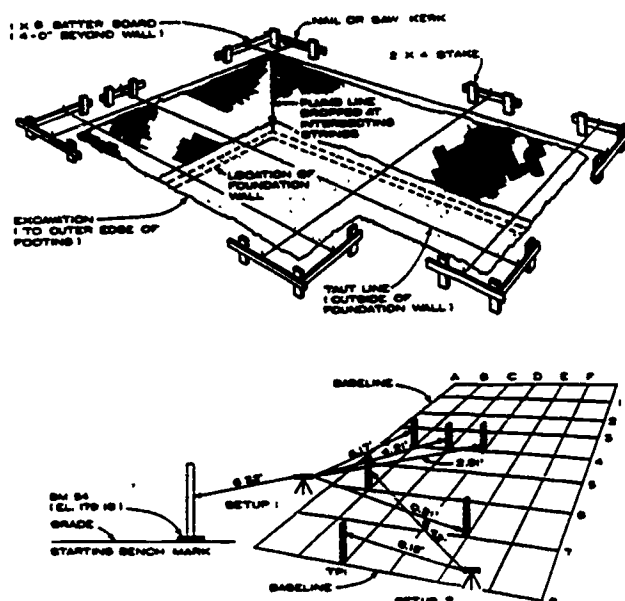 1 X 6 BATTER BOARD
(4'-0" BEYOND WALL)
NAIL OR SAW KERK
2 X 4 STAKE
PLUMB LINE
DROPPED AT
INTERSECTING
STRINGS
LOCATION OF
FOUNDATION
WALL
EXCAVATION
(TO OUTER EDGE OF
FOOTING)
TAUT LINE
(OUTSIDE OF
FOUNDATION WALL)
A B C D E F
BASELINE
1
2
3
4
5
6
7
2.91'
SETUP 1
BM 54
GRADE
STARTING BENCH MARK
TP1
BASELINE